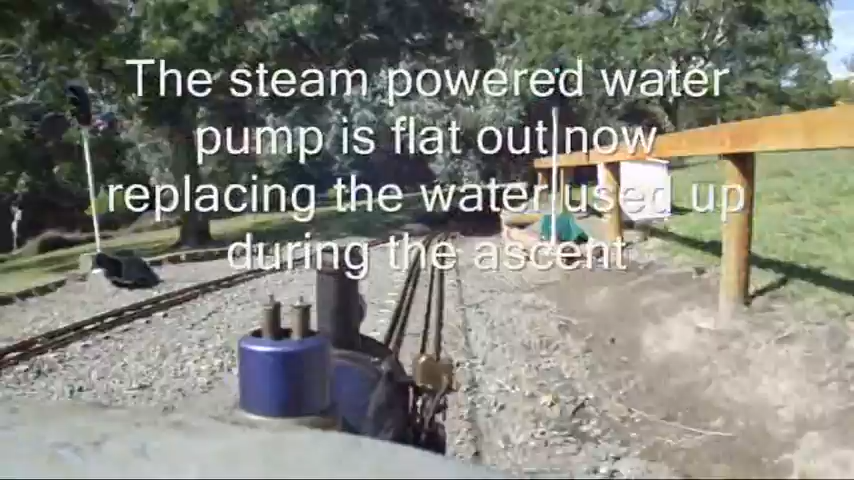 The steam powered water
pump is flat out now
replacing the water used up
during the ascent